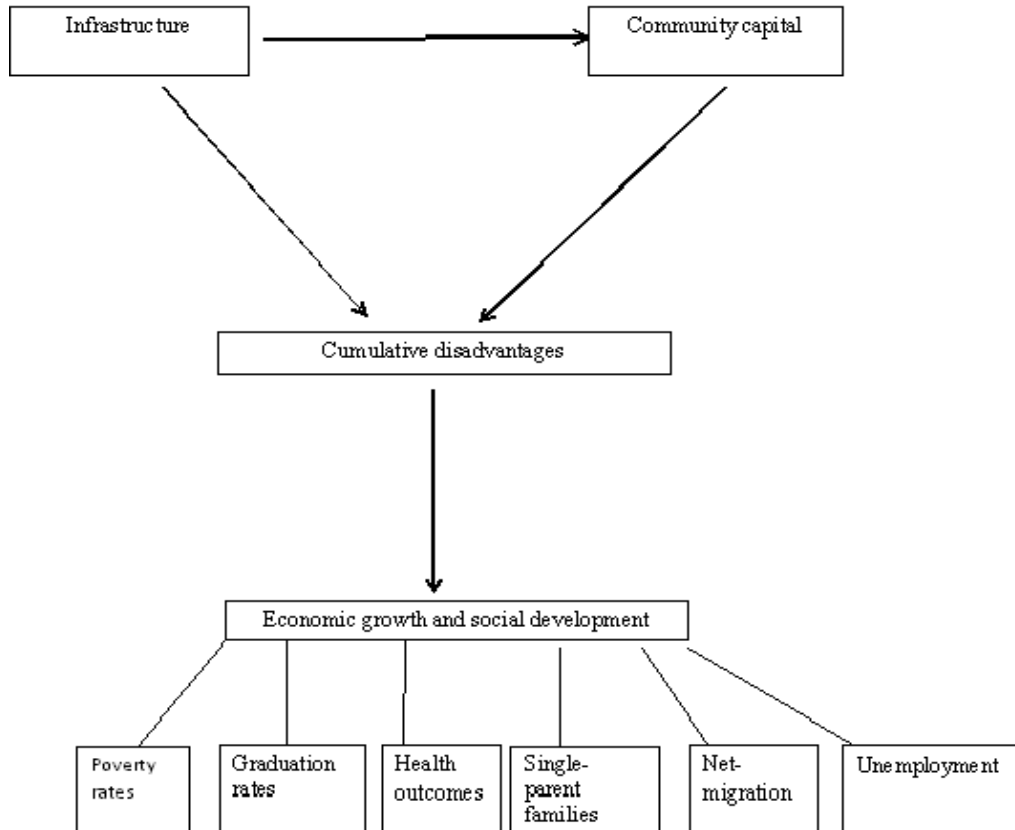 Infrastructure
Community capital
Cumulative disadvantages
Economic growth and social development
Poverty
rates
Graduation
rates
Health
outcomes
Single-
parent
families
Net-
migration
Unemployment